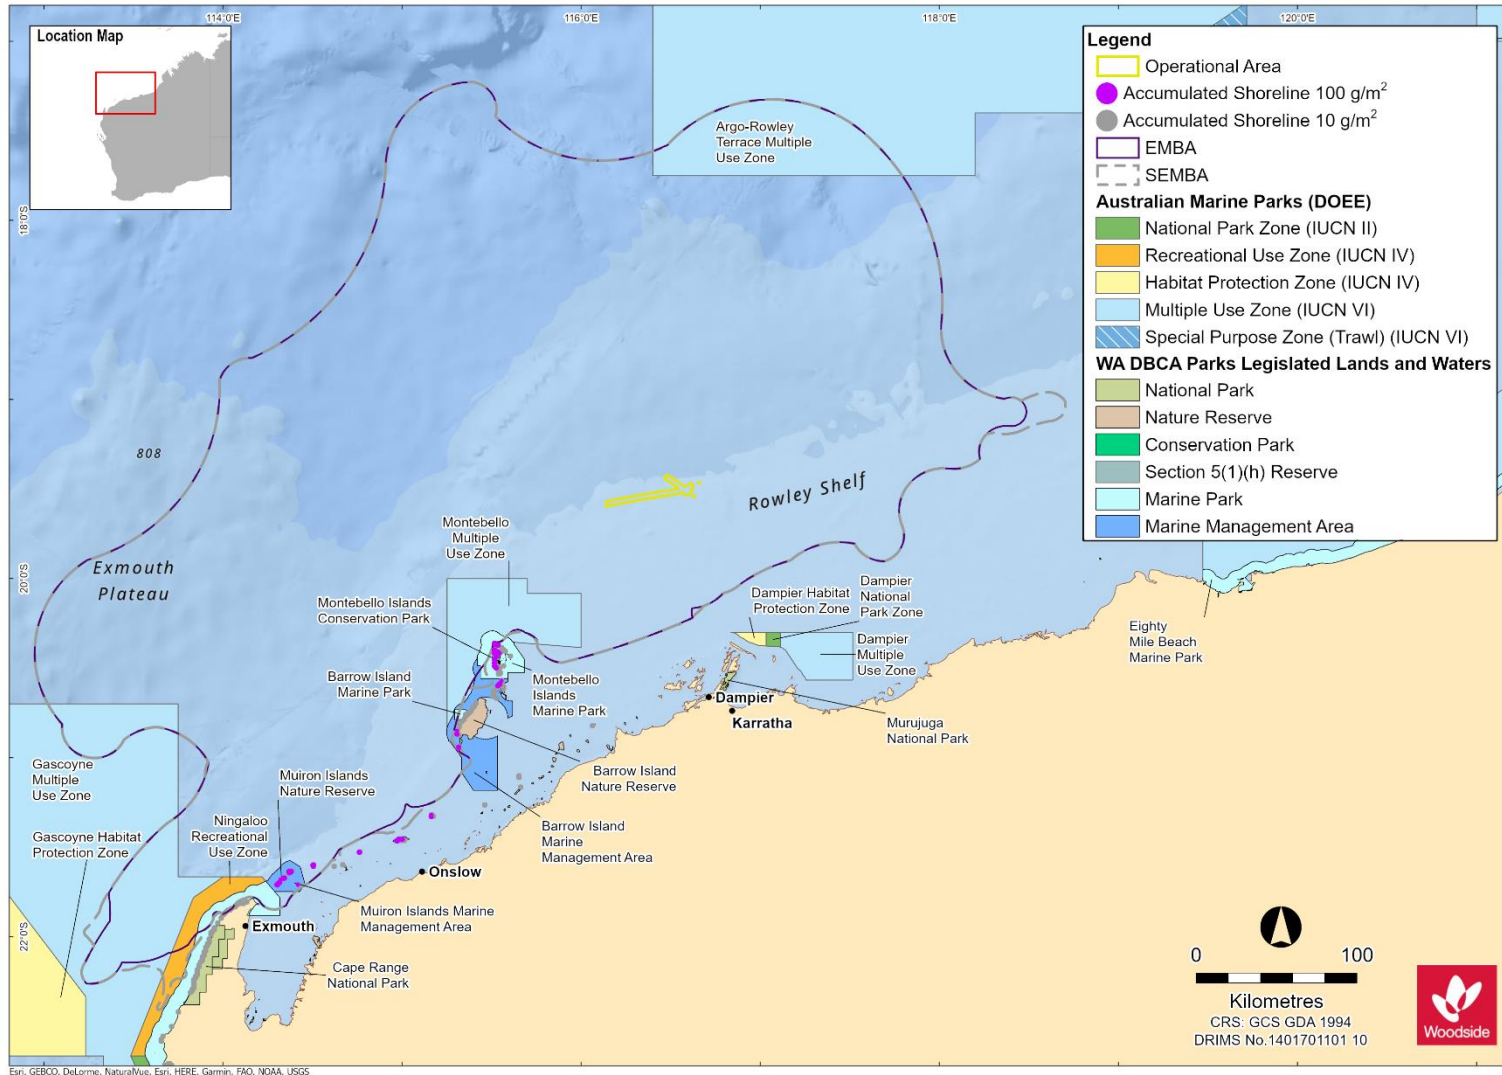 114°0'E
116°0'E
118°0'E
120°0'E
Location Map
18°0'S
20°0'S
22°0'S
Argo-Rowley
Terrace Multiple
Use Zone
808
Exmouth
Plateau
Rowley Shelf
Montebello
Multiple
Use Zone
Montebello Islands
Conservation Park
Barrow Island
Marine Park
Montebello
Islands
Marine Park
Dampier Habitat
Protection Zone
Dampier
National
Park Zone
Dampier
Multiple
Use Zone
Eighty
Mile Beach
Marine Park
Dampier
Karratha
Murujuga
National Park
Gascoyne
Multiple
Use Zone
Muiron Islands
Nature Reserve
Barrow Island
Nature Reserve
Ningaloo
Recreational
Use Zone
Gascoyne Habitat
Protection Zone
Barrow Island
Marine
Management Area
Onslow
Muiron Islands Marine
Management Area
Exmouth
Cape Range
National Park
Legend
Operational Area
Accumulated Shoreline 100 g/m²
Accumulated Shoreline 10 g/m²
EMBA
SEMBA
Australian Marine Parks (DOEE)
National Park Zone (IUCN II)
Recreational Use Zone (IUCN IV)
Habitat Protection Zone (IUCN IV)
Multiple Use Zone (IUCN VI)
Special Purpose Zone (Trawl) (IUCN VI)
WA DBCA Parks Legislated Lands and Waters
National Park
Nature Reserve
Conservation Park
Section 5(1)(h) Reserve
Marine Park
Marine Management Area
0 100
Kilometres
CRS: GCS GDA 1994
DRIMS No.1401701101 10
Woodside
Esri, GEBCO, DeLorme, NaturalVue, Esri, HERE, Garmin, FAO, NOAA, USGS